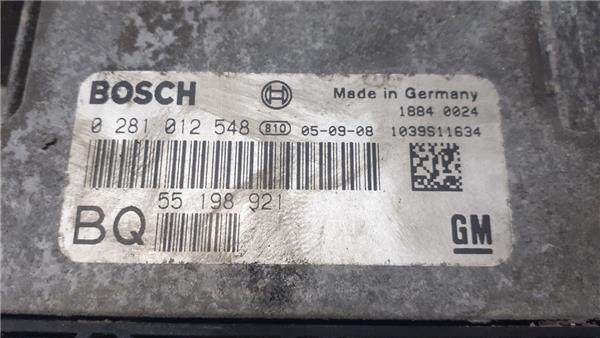 BOSCH
Made in Germany
1884 0024
0 281 012 548 810 05-09-08 1039S11634
55 198 921
BQ
GM